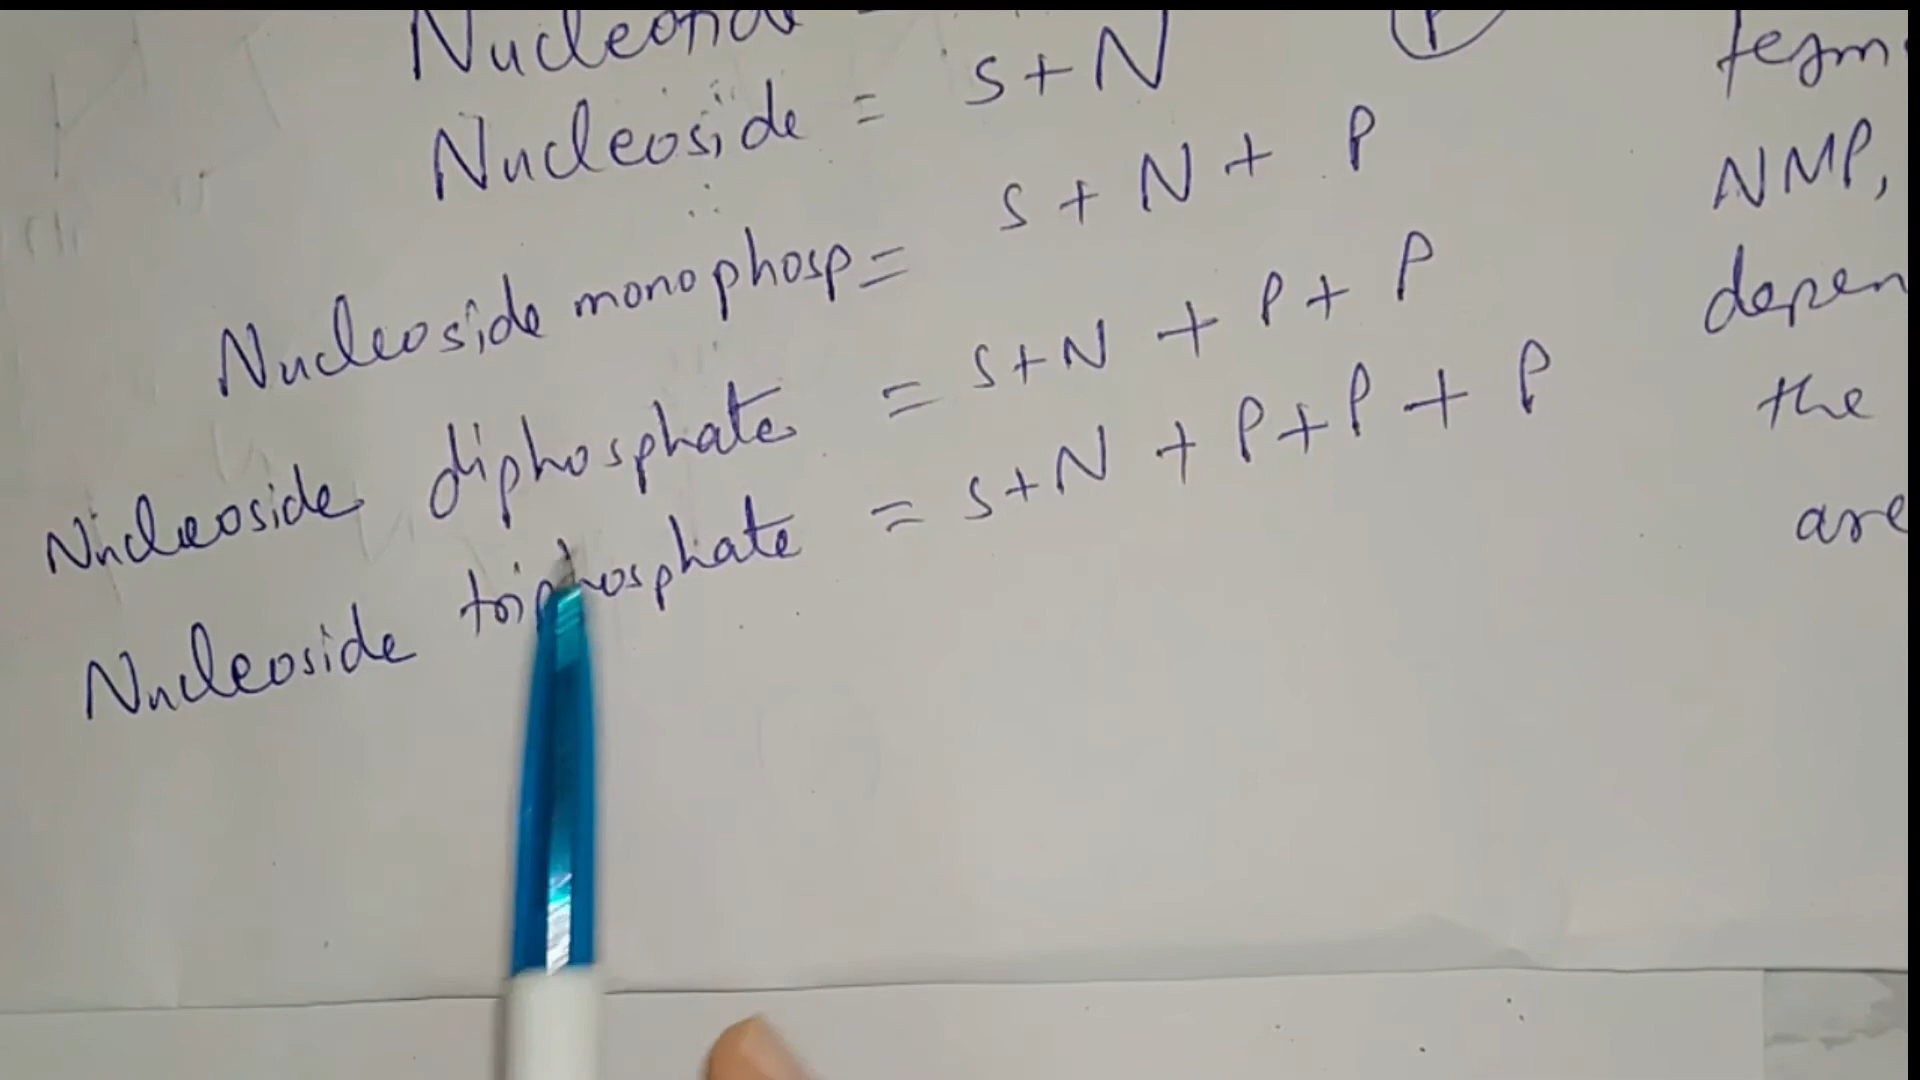 Nucleoside = S+N
Nucleoside monophosp = S + N + P
Nucleoside diphosphate = S+N + P + P
Nucleoside triphosphate = S+N + P+P + P
P
NMP,
the
are